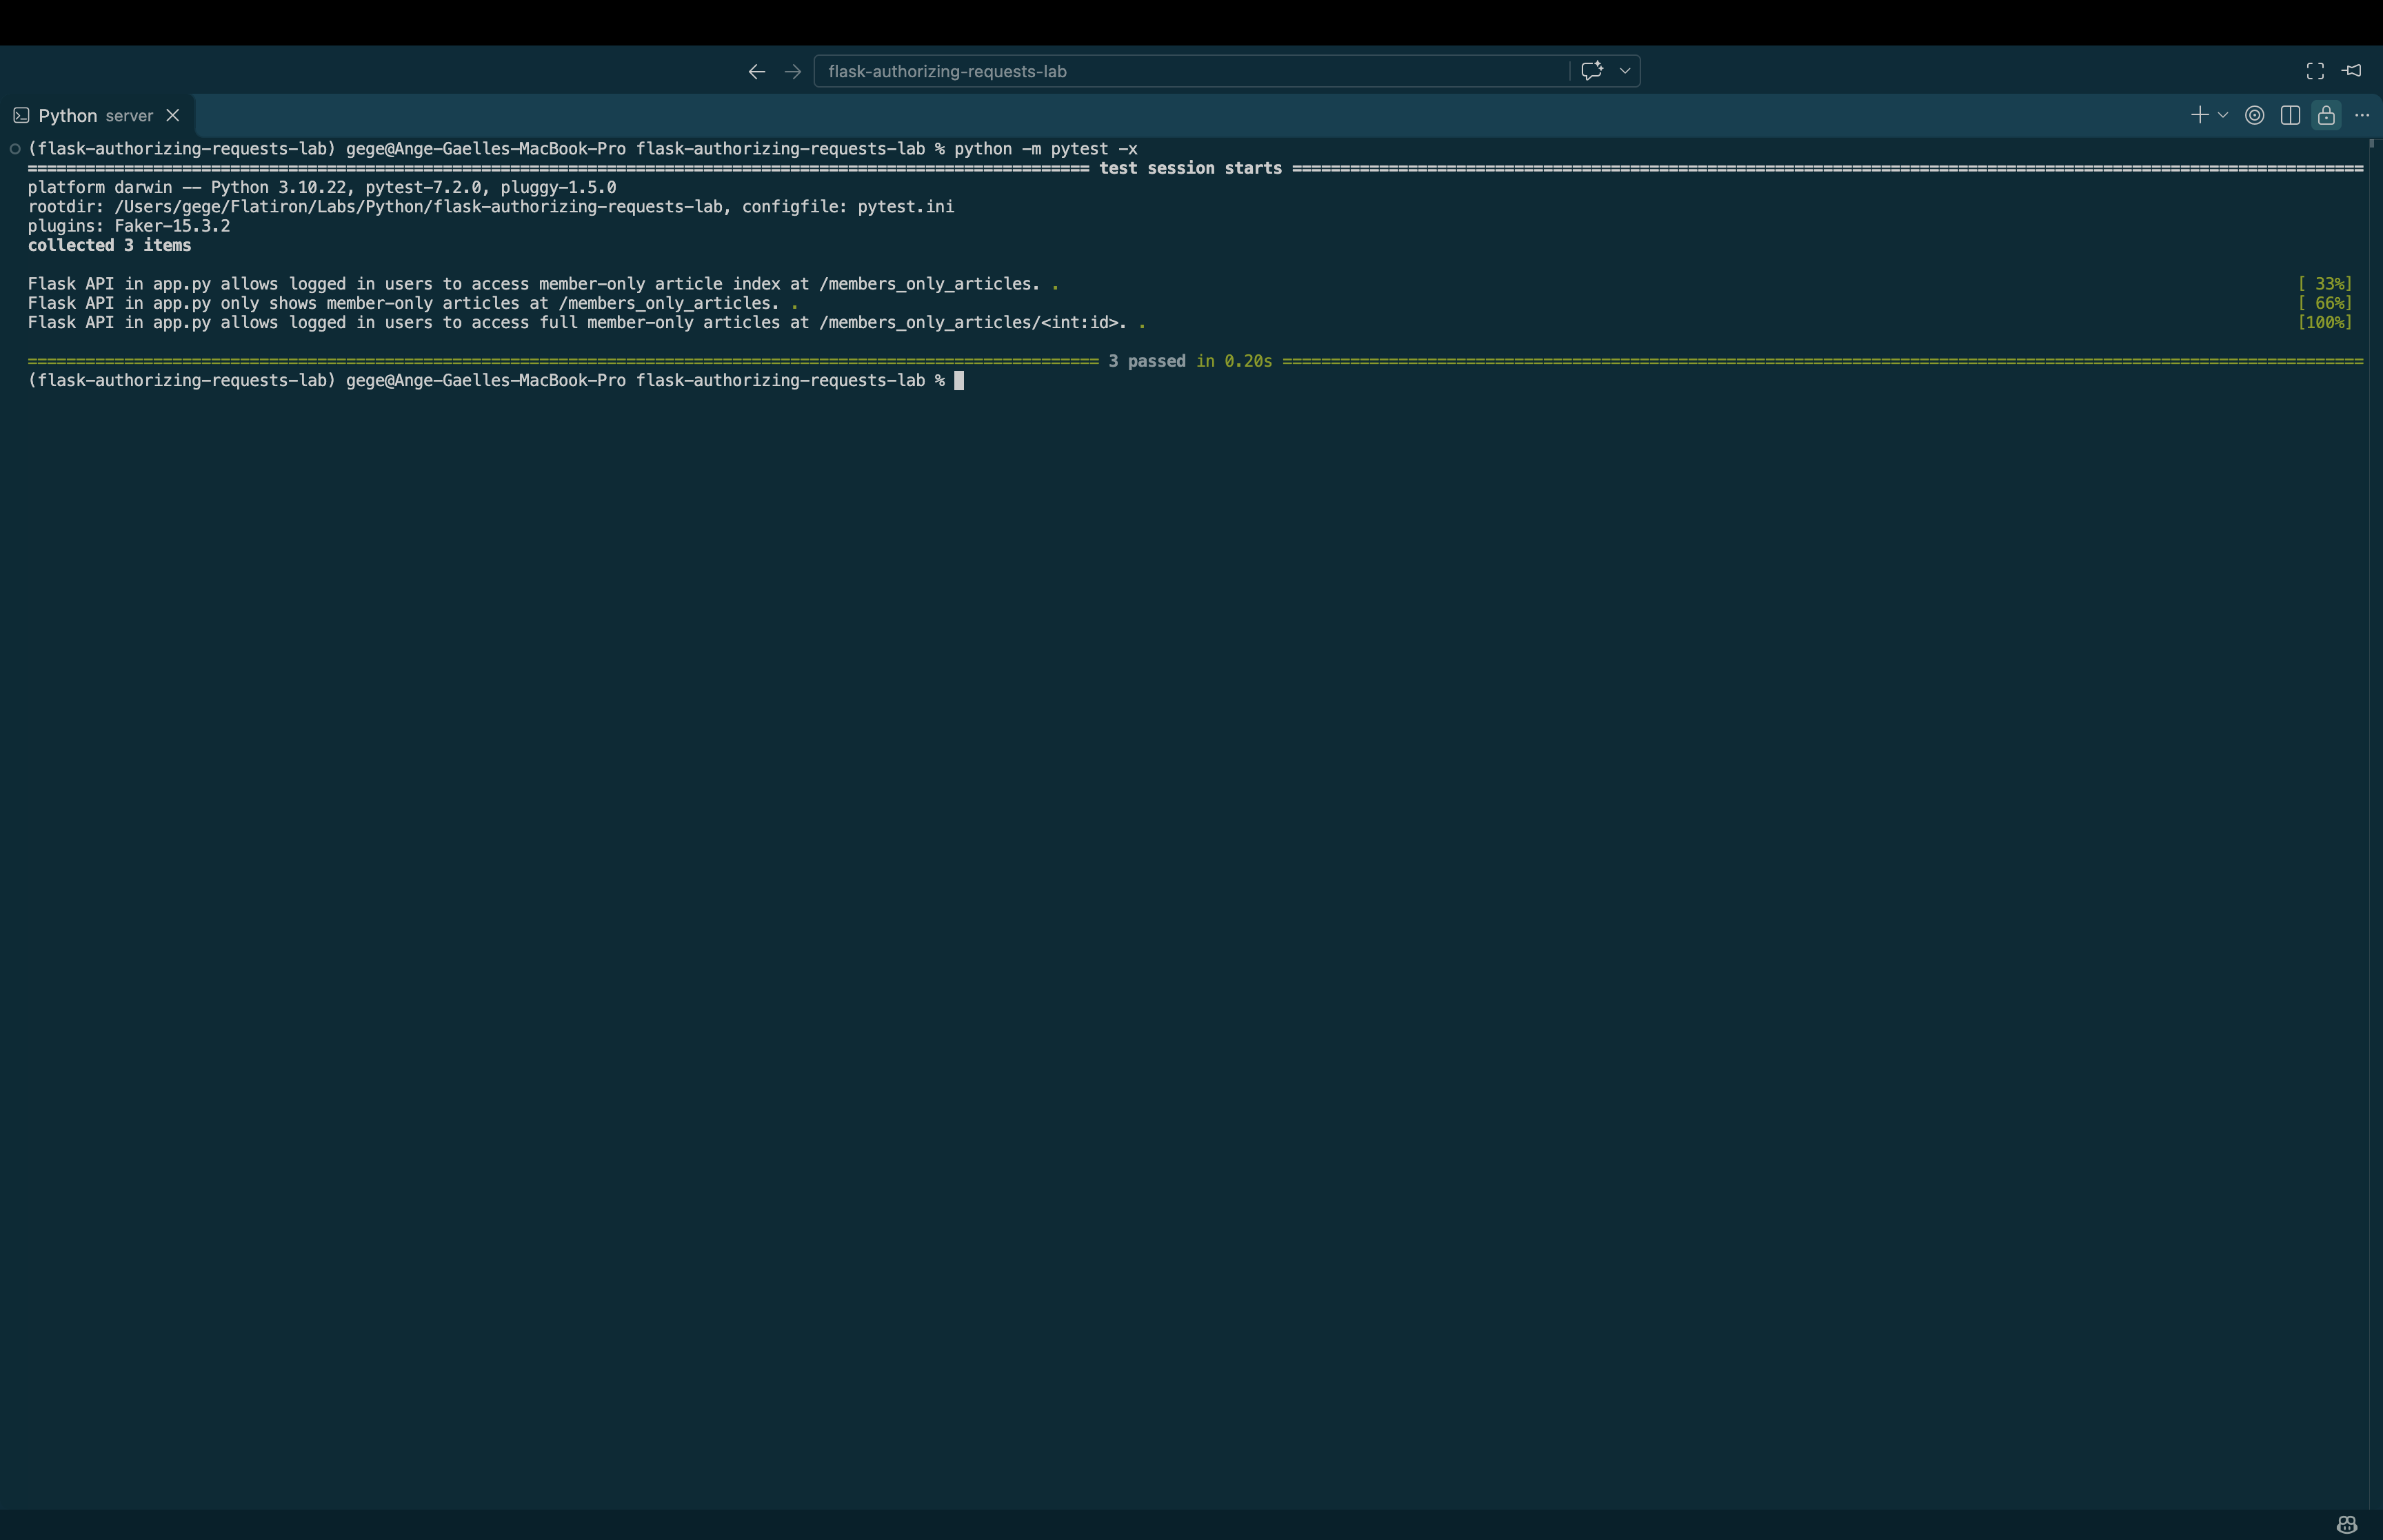 flask-authorizing-requests-lab
Python server
(flask-authorizing-requests-lab) gege@Ange-Gaelles-MacBook-Pro flask-authorizing-requests-lab % python -m pytest -x
============================== test session starts ==============================
platform darwin -- Python 3.10.22, pytest-7.2.0, pluggy-1.5.0
rootdir: /Users/gege/Flatiron/Labs/Python/flask-authorizing-requests-lab, configfile: pytest.ini
plugins: Faker-15.3.2
collected 3 items
Flask API in app.py allows logged in users to access member-only article index at /members_only_articles. . [ 33%]
Flask API in app.py only shows member-only articles at /members_only_articles. . [ 66%]
Flask API in app.py allows logged in users to access full member-only articles at /members_only_articles/<int:id>. . [100%]
============================== 3 passed in 0.20s ==============================
(flask-authorizing-requests-lab) gege@Ange-Gaelles-MacBook-Pro flask-authorizing-requests-lab %